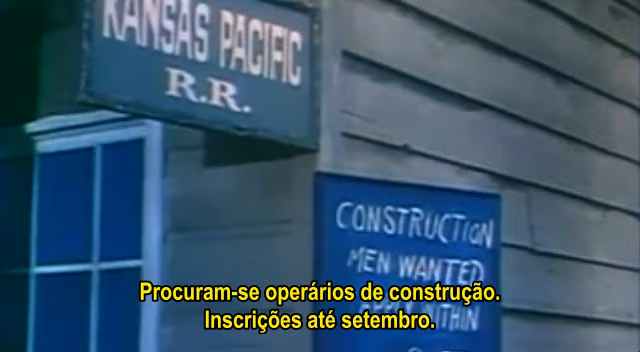 KANSAS PACIFIC
R.R.
CONSTRUCTION
MEN WANTED
Procuram-se operários de construção.
Inscrições até setembro.